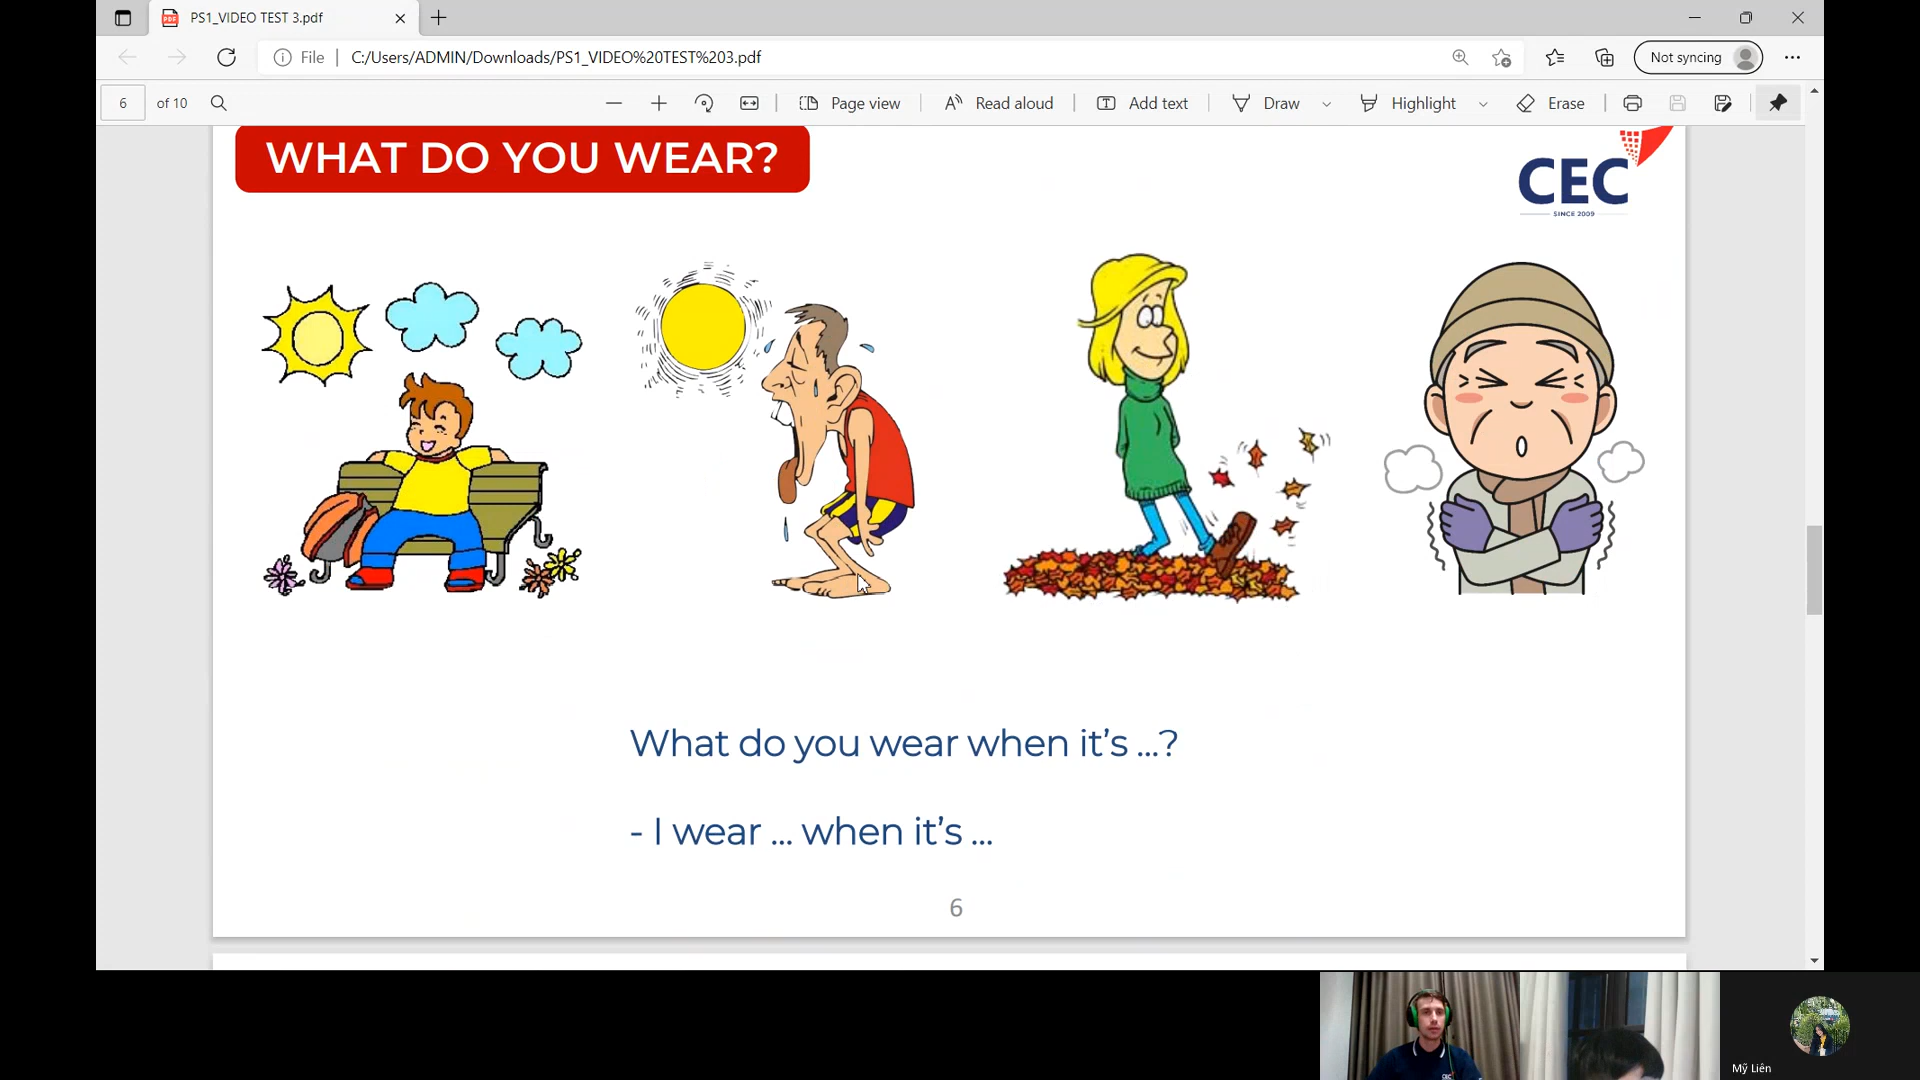 PS1_VIDEO TEST 3.pdf
File
C:/Users/ADMIN/Downloads/PS1_VIDEO%20TEST%203.pdf
Not syncing
6 of 10
Page view
Read aloud
Add text
Draw
Highlight
Erase
WHAT DO YOU WEAR?
CEC
SINCE 2009
What do you wear when it’s ...?
- I wear ... when it’s ...
6
Mỹ Liên